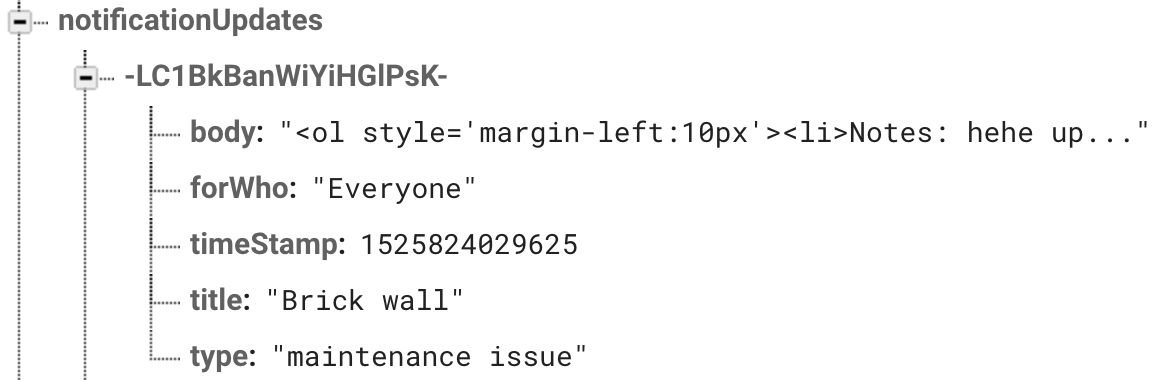 notificationUpdates
-LC1BkBanWiYiHGlPsK-
body: "<ol style='margin-left:10px'><li>Notes: hehe up..."
forWho: "Everyone"
timeStamp: 1525824029625
title: "Brick wall"
type: "maintenance issue"